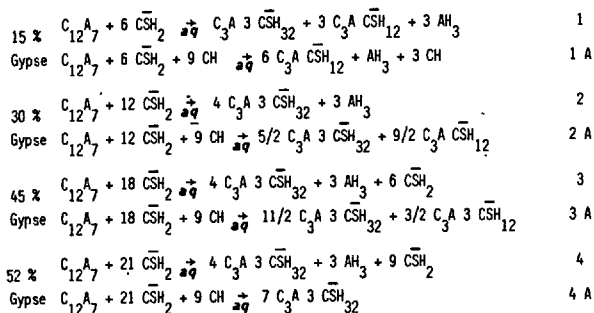 15 % C12A7 + 6 CS̄H2 →aq C3A 3 CS̄H32 + 3 C3A CS̄H12 + 3 AH3 1
Gypse C12A7 + 6 CS̄H2 + 9 CH →aq 6 C3A CS̄H12 + AH3 + 3 CH 1 A
30 % C12A7 + 12 CS̄H2 →aq 4 C3A 3 CS̄H32 + 3 AH3 2
Gypse C12A7 + 12 CS̄H2 + 9 CH →aq 5/2 C3A 3 CS̄H32 + 9/2 C3A CS̄H12 2 A
45 % C12A7 + 18 CS̄H2 →aq 4 C3A 3 CS̄H32 + 3 AH3 + 6 CS̄H2 3
Gypse C12A7 + 18 CS̄H2 + 9 CH →aq 11/2 C3A 3 CS̄H32 + 3/2 C3A 3 CS̄H12 3 A
52 % C12A7 + 21 CS̄H2 →aq 4 C3A 3 CS̄H32 + 3 AH3 + 9 CS̄H2 4
Gypse C12A7 + 21 CS̄H2 + 9 CH →aq 7 C3A 3 CS̄H32 4 A